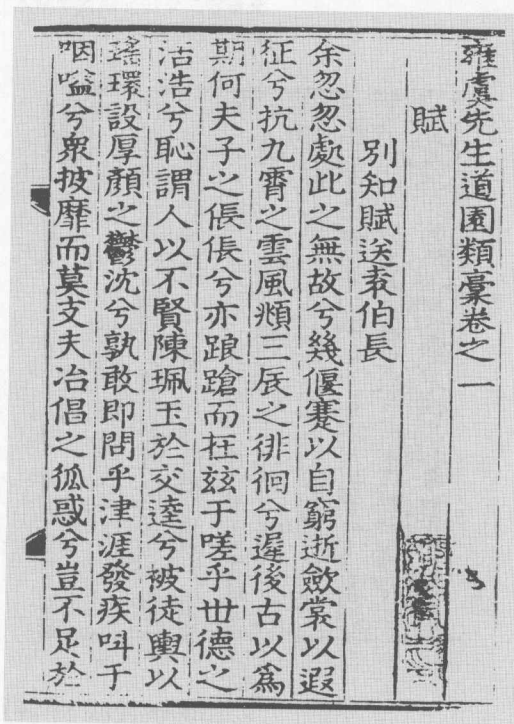 雍虞先生道園類稾卷之一
賦
別知賦送袁伯長
余忽忽處此之無故兮幾偃蹇以自窮逝斂裳以遐
征兮抗九霄之雲風頫三辰之徘徊兮遲後古以爲
期何夫子之倀倀兮亦踉蹌而枉玆于嗟乎世德之
活浩兮恥謂人以不賢陳珮玉於交逵兮被徒輿以
瑤環設厚顏之鬱沈兮孰敢即問乎津涯發疾呌于
咽嗌兮衆披靡而莫支夫冶倡之狐惑兮豈不足於